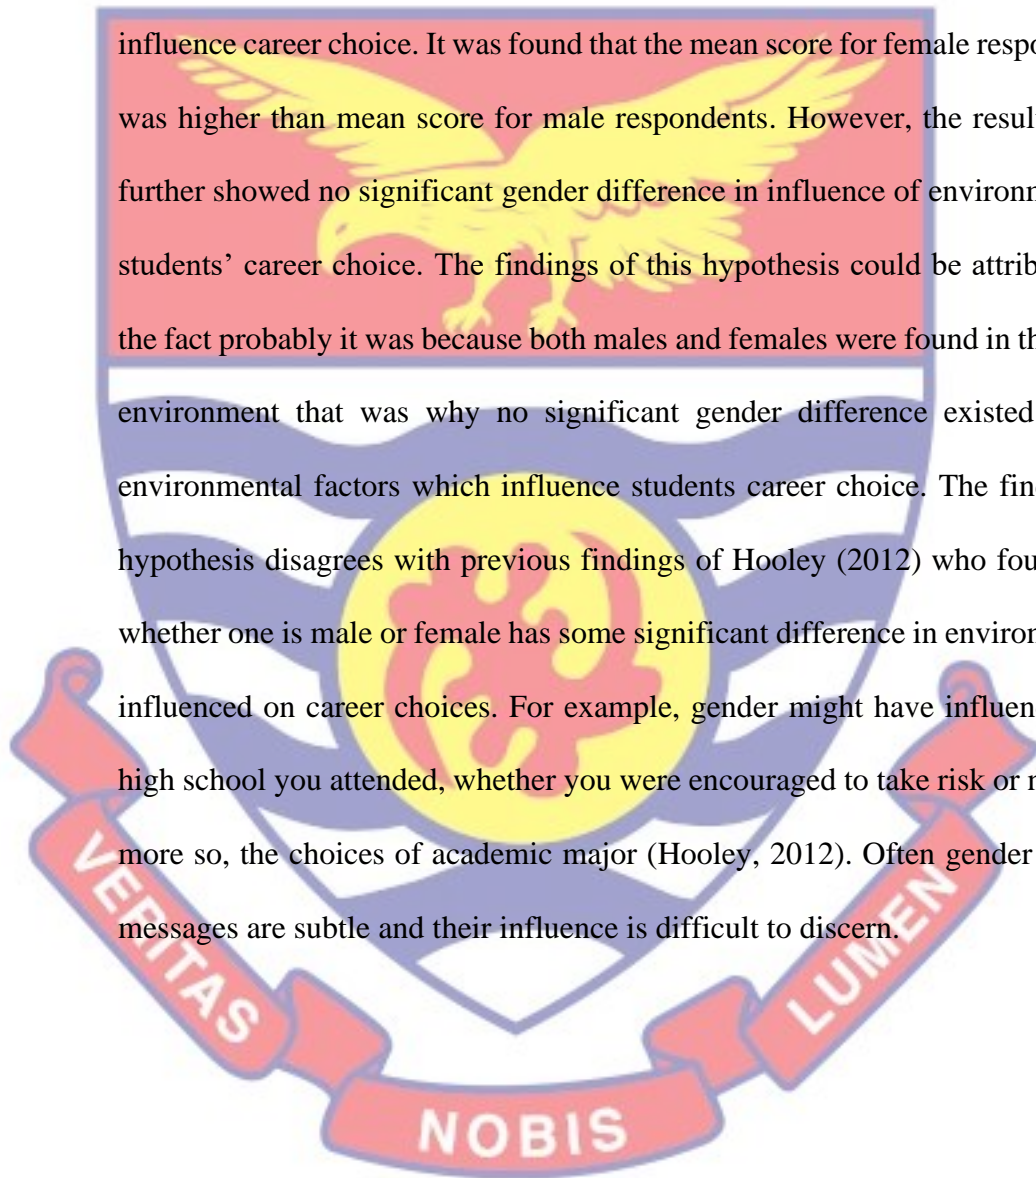 influence career choice. It was found that the mean score for female respo
was higher than mean score for male respondents. However, the resul
further showed no significant gender difference in influence of environm
students’ career choice. The findings of this hypothesis could be attrib
the fact probably it was because both males and females were found in th
environment that was why no significant gender difference existed
environmental factors which influence students career choice. The fin
hypothesis disagrees with previous findings of Hooley (2012) who fou
whether one is male or female has some significant difference in environ
influenced on career choices. For example, gender might have influen
high school you attended, whether you were encouraged to take risk or n
more so, the choices of academic major (Hooley, 2012). Often gender
messages are subtle and their influence is difficult to discern.
VERITAS
NOBIS
LUMEN